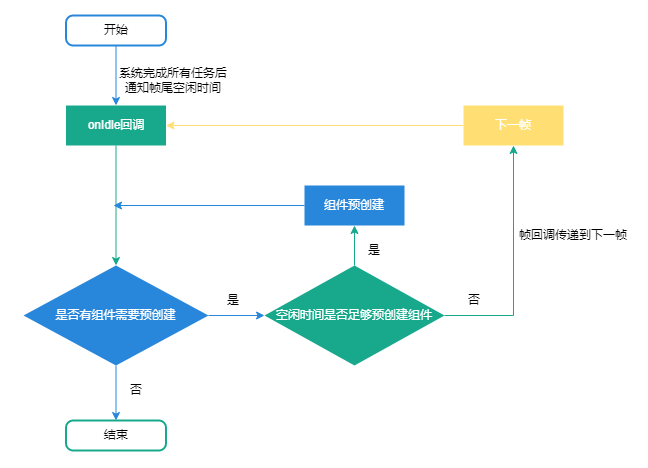 开始
系统完成所有任务后
通知帧尾空闲时间
onIdle回调
下一帧
组件预创建
帧回调传递到下一帧
是
是否有组件需要预创建
是
空闲时间是否足够预创建组件
否
否
结束